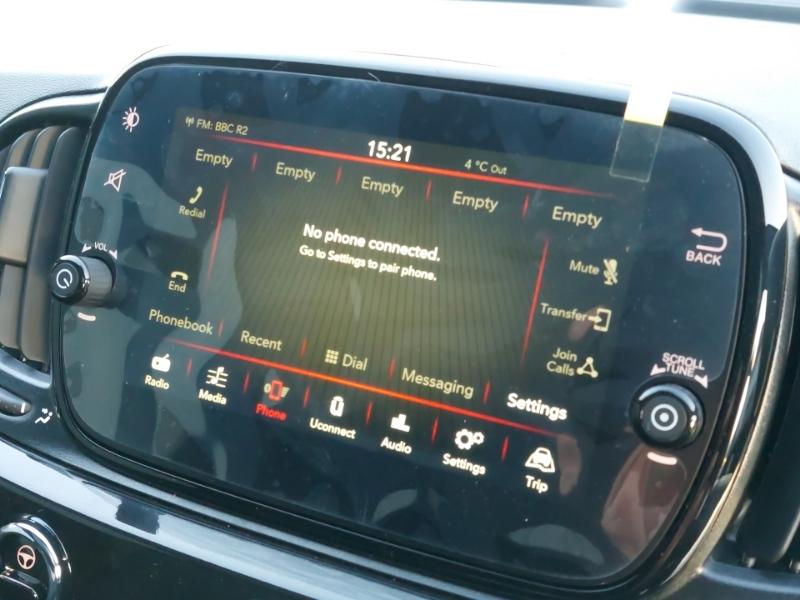 FM: BBC R2
15:21
4 °C Out
Empty
Empty
Empty
Empty
Empty
Redial
No phone connected.
Go to Settings to pair phone.
Mute
BACK
VOL
End
Transfer
Phonebook
Recent
Dial
Messaging
Settings
Join
Calls
SCROLL
TUNE
Radio
Media
Phone
Uconnect
Audio
Settings
Trip